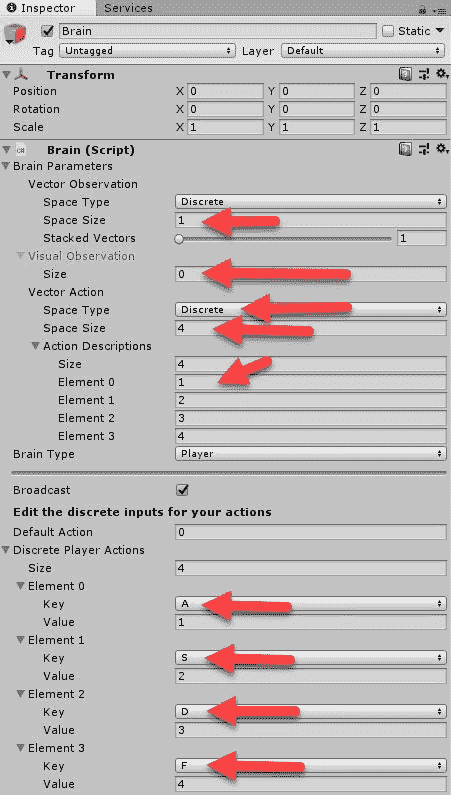 Inspector Services
Brain Static
Tag Untagged Layer Default
Transform
Position X 0 Y 0 Z 0
Rotation X 0 Y 0 Z 0
Scale X 1 Y 1 Z 1
Brain (Script)
Brain Parameters
Vector Observation
Space Type Discrete
Space Size 1
Stacked Vectors 1
Visual Observation
Size 0
Vector Action
Space Type Discrete
Space Size 4
Action Descriptions
Size 4
Element 0 1
Element 1 2
Element 2 3
Element 3 4
Brain Type Player
Broadcast
Edit the discrete inputs for your actions
Default Action 0
Discrete Player Actions
Size 4
Element 0
Key A
Value 1
Element 1
Key S
Value 2
Element 2
Key D
Value 3
Element 3
Key F
Value 4